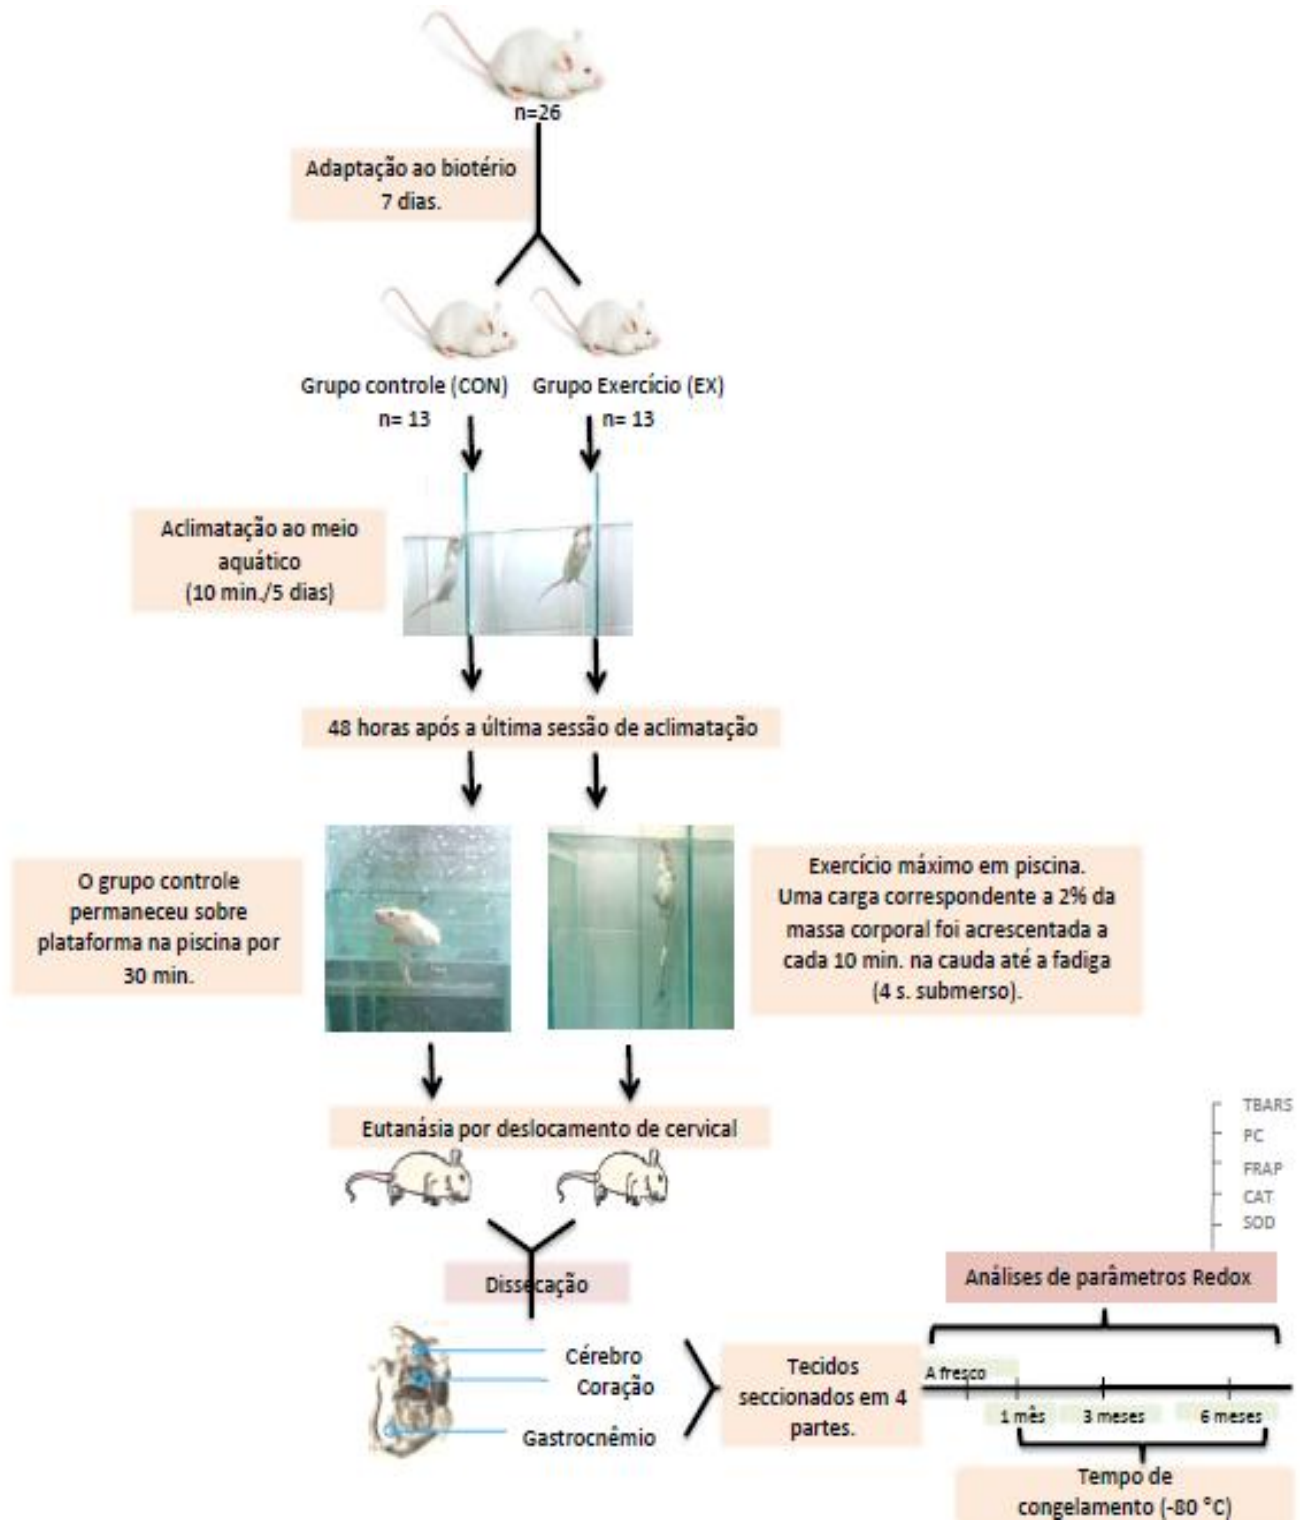 n=26
Adaptação ao biotério
7 dias.
Grupo controle (CON)
n= 13
Grupo Exercício (EX)
n= 13
Aclimatação ao meio
aquático
(10 min./5 dias)
48 horas após a última sessão de aclimatação
O grupo controle
permaneceu sobre
plataforma na piscina por
30 min.
Exercício máximo em piscina.
Uma carga correspondente a 2% da
massa corporal foi acrescentada a
cada 10 min. na cauda até a fadiga
(4 s. submerso).
Eutanásia por deslocamento de cervical
Dissecação
Cérebro
Coração
Gastrocnêmio
Tecidos
seccionados em 4
partes.
TBARS
PC
FRAP
CAT
SOD
Análises de parâmetros Redox
A fresco
1 mês
3 meses
6 meses
Tempo de
congelamento (-80 °C)